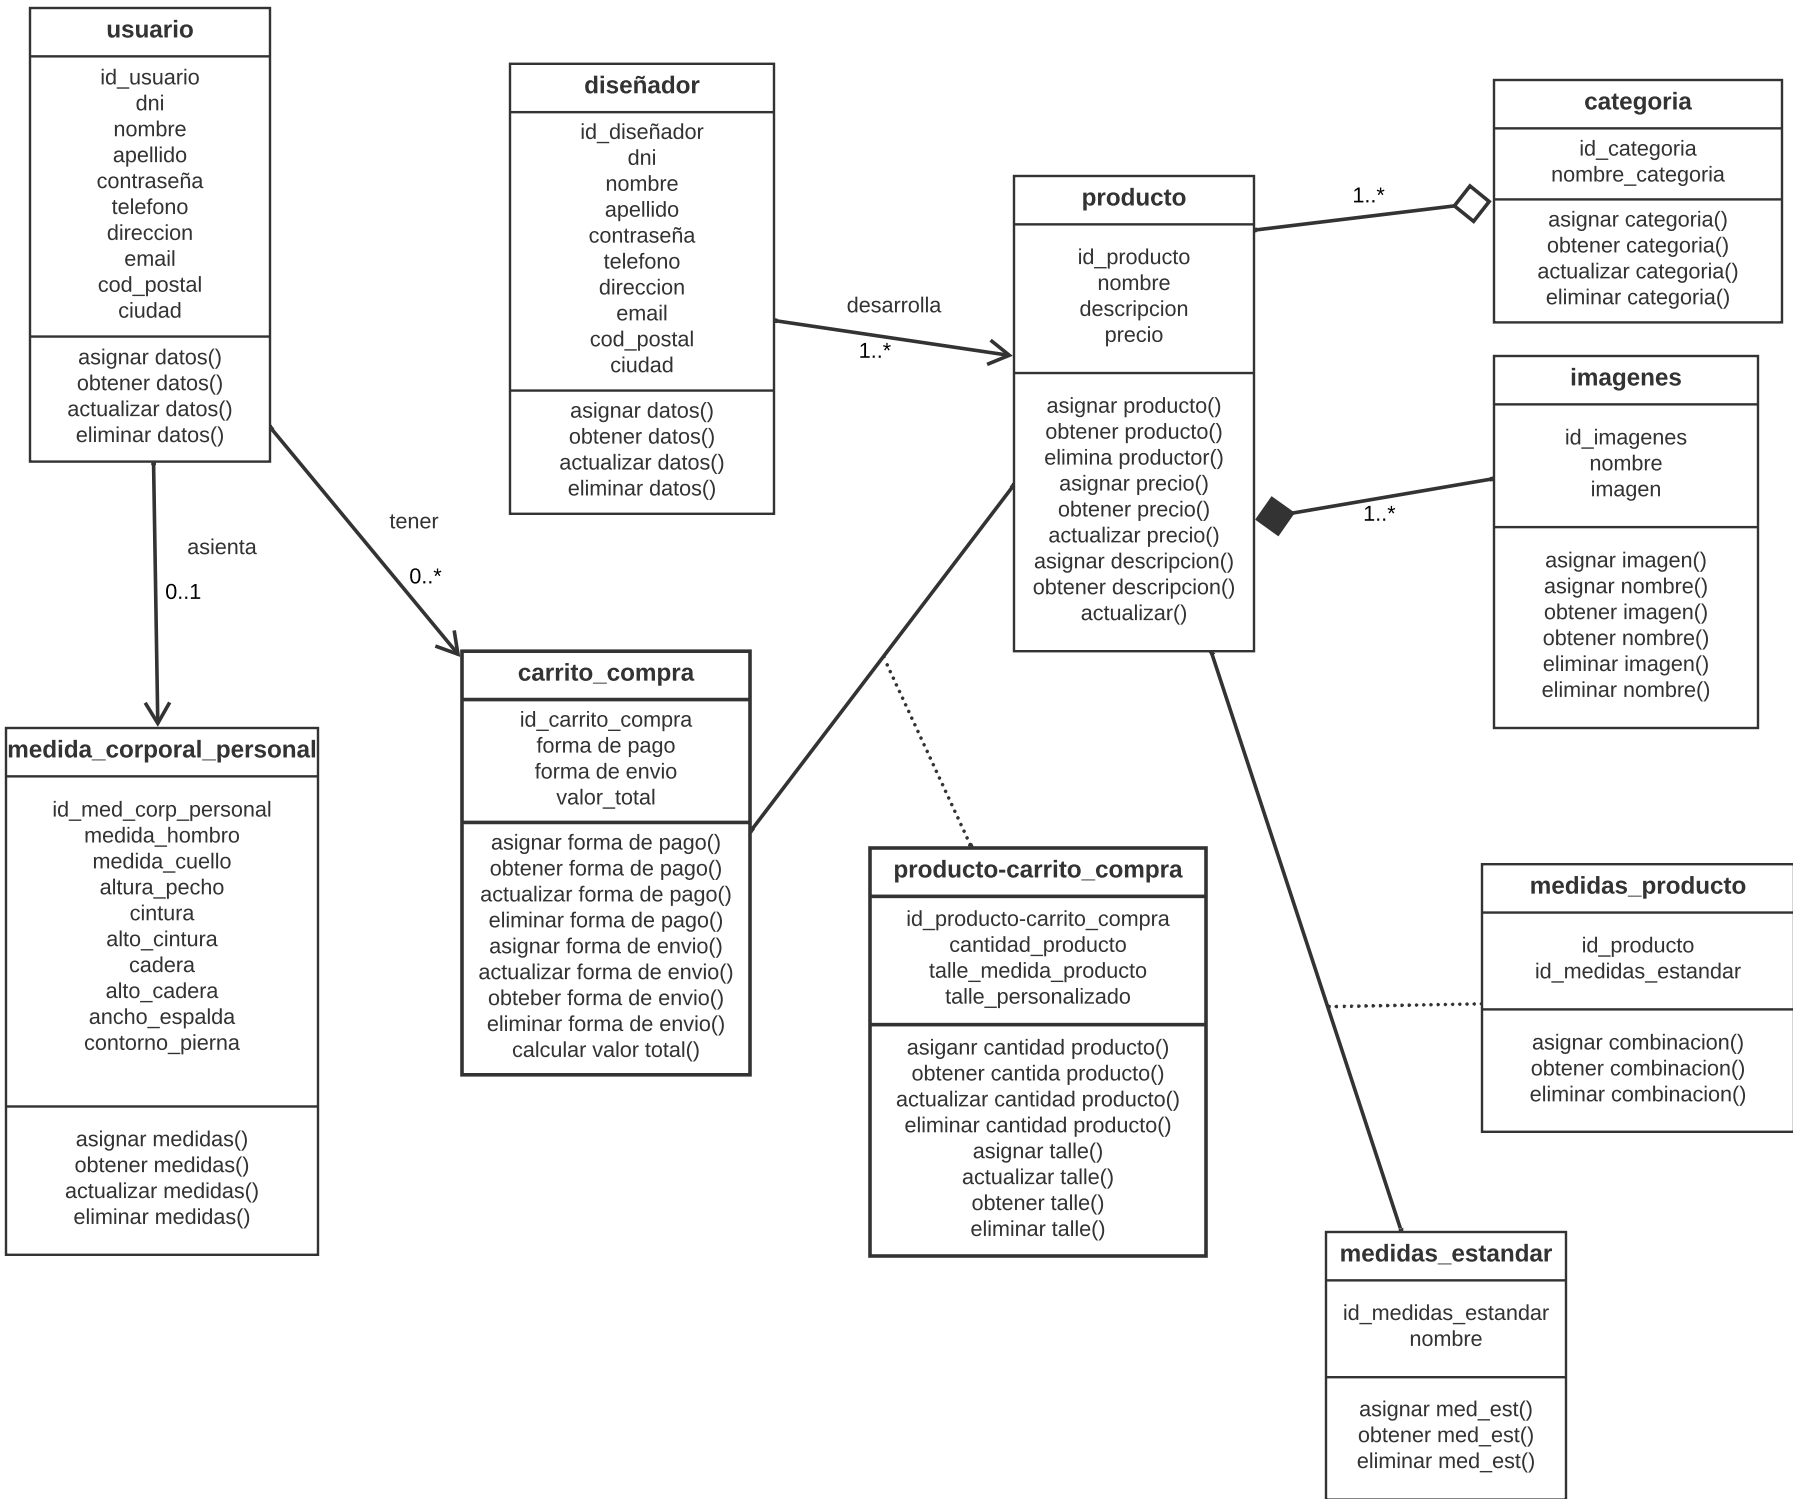 usuario
id_usuario
dni
nombre
apellido
contraseña
telefono
direccion
email
cod_postal
ciudad
asignar datos()
obtener datos()
actualizar datos()
eliminar datos()
diseñador
id_diseñador
dni
nombre
apellido
contraseña
telefono
direccion
email
cod_postal
ciudad
asignar datos()
obtener datos()
actualizar datos()
eliminar datos()
desarrolla
1..*
producto
id_producto
nombre
descripcion
precio
asignar producto()
obtener producto()
elimina productor()
asignar precio()
obtener precio()
actualizar precio()
asignar descripcion()
obtener descripcion()
actualizar()
1..*
categoria
id_categoria
nombre_categoria
asignar categoria()
obtener categoria()
actualizar categoria()
eliminar categoria()
1..*
imagenes
id_imagenes
nombre
imagen
asignar imagen()
asignar nombre()
obtener imagen()
obtener nombre()
eliminar imagen()
eliminar nombre()
asienta
0..1
tener
0..*
medida_corporal_personal
id_med_corp_personal
medida_hombro
medida_cuello
altura_pecho
cintura
alto_cintura
cadera
alto_cadera
ancho_espalda
contorno_pierna
asignar medidas()
obtener medidas()
actualizar medidas()
eliminar medidas()
carrito_compra
id_carrito_compra
forma de pago
forma de envio
valor_total
asignar forma de pago()
obtener forma de pago()
actualizar forma de pago()
eliminar forma de pago()
asignar forma de envio()
actualizar forma de envio()
obteber forma de envio()
eliminar forma de envio()
calcular valor total()
producto-carrito_compra
id_producto-carrito_compra
cantidad_producto
talle_medida_producto
talle_personalizado
asiganr cantidad producto()
obtener cantida producto()
actualizar cantidad producto()
eliminar cantidad producto()
asignar talle()
actualizar talle()
obtener talle()
eliminar talle()
medidas_producto
id_producto
id_medidas_estandar
asignar combinacion()
obtener combinacion()
eliminar combinacion()
medidas_estandar
id_medidas_estandar
nombre
asignar med_est()
obtener med_est()
eliminar med_est()